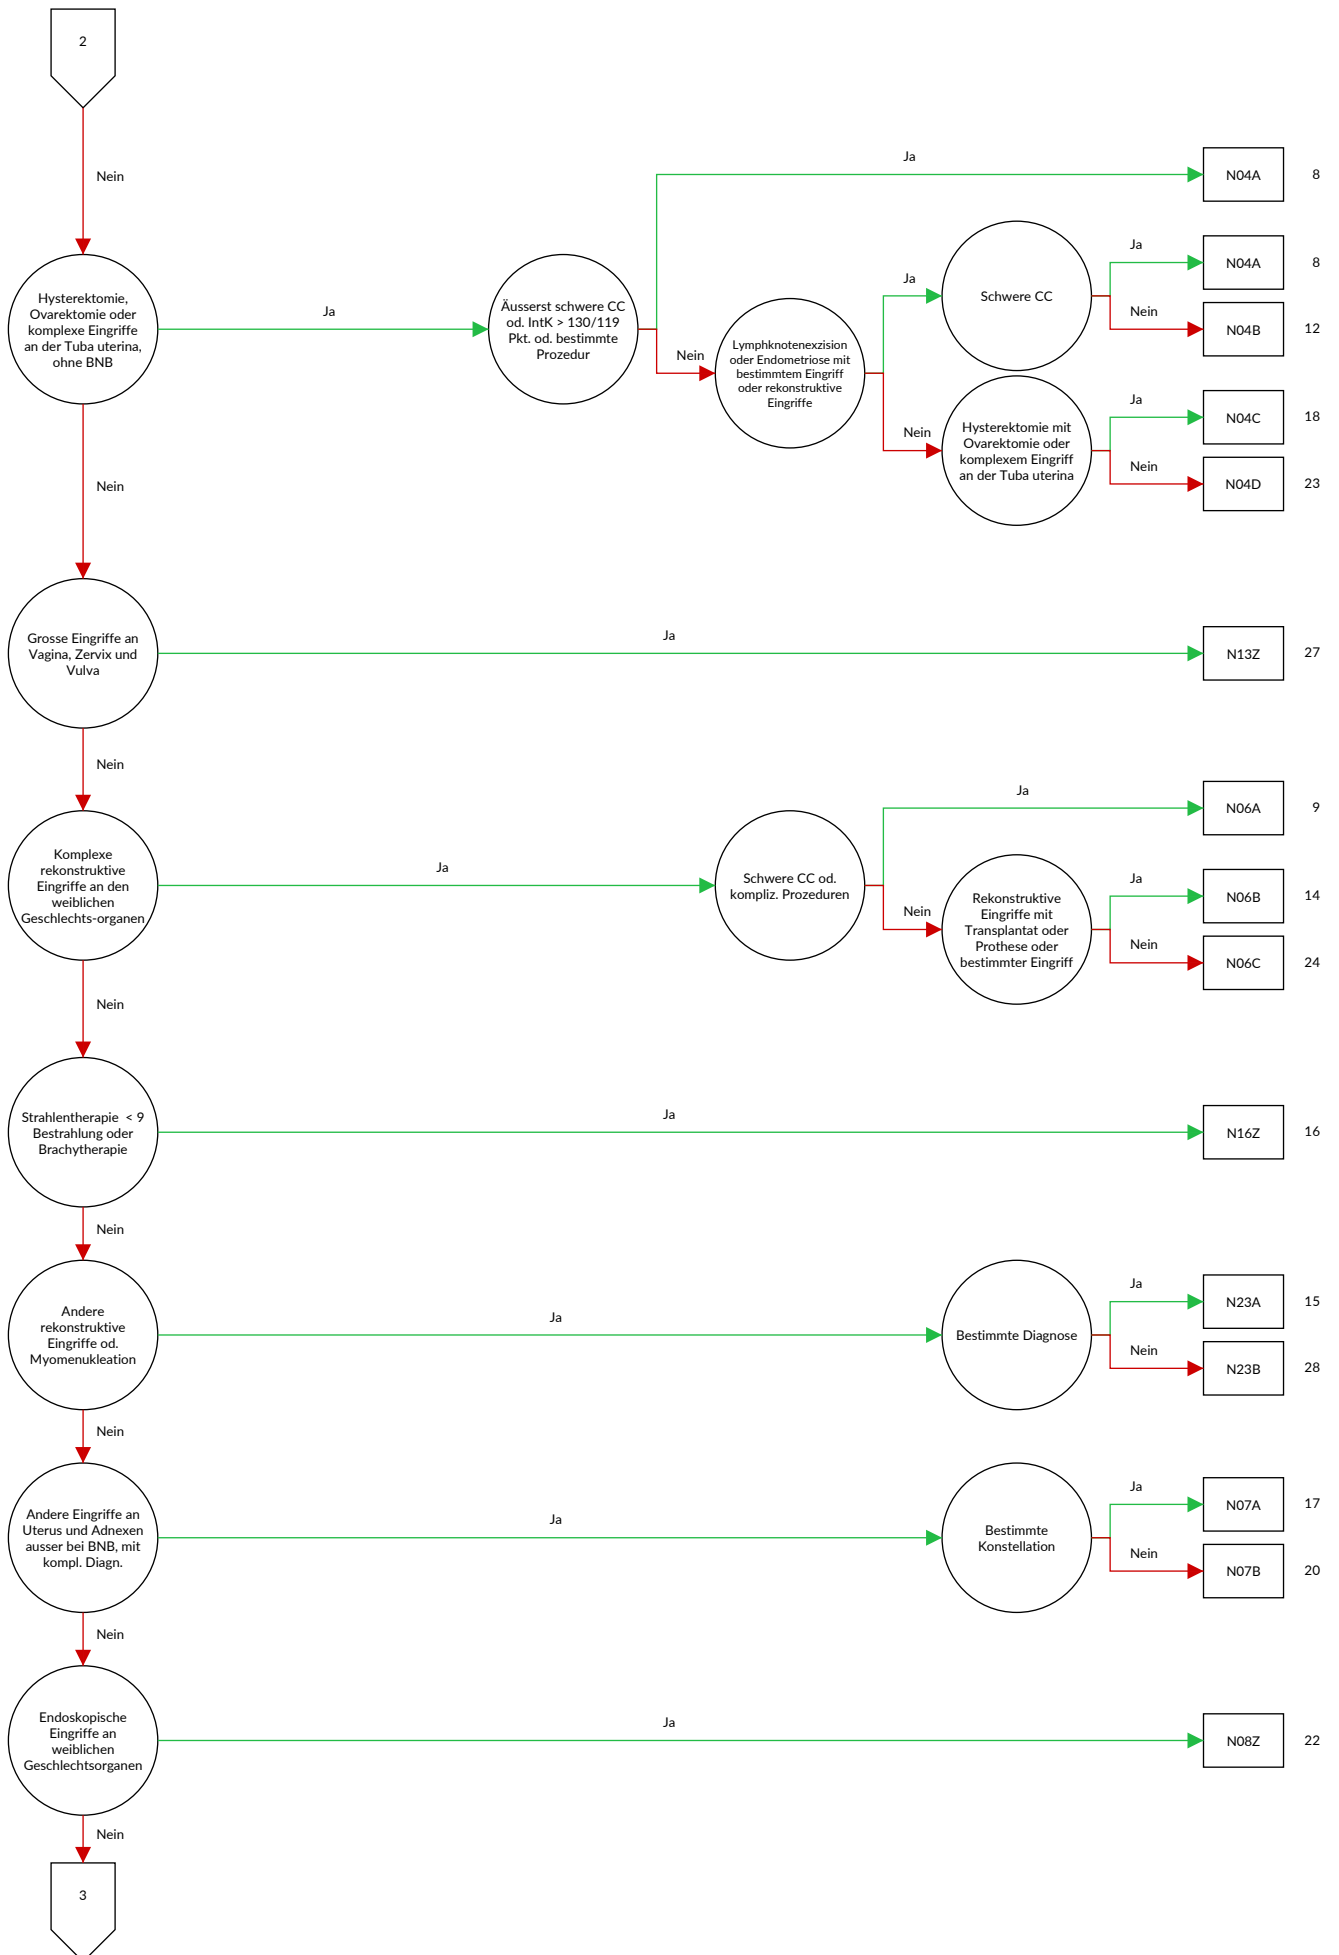 2
Nein
Ja
N04A
8
Hysterektomie,
Ovarektomie oder
komplexe Eingriffe
an der Tuba uterina,
ohne BNB
Ja
Äusserst schwere CC
od. IntK > 130/119
Pkt. od. bestimmte
Prozedur
Nein
Lymphknotenexzision
oder Endometriose mit
bestimmtem Eingriff
oder rekonstruktive
Eingriffe
Ja
Schwere CC
Ja
N04A
8
Nein
N04B
12
Nein
Hysterektomie mit
Ovarektomie oder
komplexem Eingriff
an der Tuba uterina
Ja
N04C
18
Nein
N04D
23
Nein
Grosse Eingriffe an
Vagina, Zervix und
Vulva
Ja
N13Z
27
Nein
Komplexe
rekonstruktive
Eingriffe an den
weiblichen
Geschlechts-organen
Ja
Schwere CC od.
kompliz. Prozeduren
Ja
N06A
9
Nein
Rekonstruktive
Eingriffe mit
Transplantat oder
Prothese oder
bestimmter Eingriff
Ja
N06B
14
Nein
N06C
24
Nein
Strahlentherapie < 9
Bestrahlung oder
Brachytherapie
Ja
N16Z
16
Nein
Andere
rekonstruktive
Eingriffe od.
Myomenukleation
Ja
Bestimmte Diagnose
Ja
N23A
15
Nein
N23B
28
Nein
Andere Eingriffe an
Uterus und Adnexen
ausser bei BNB, mit
kompl. Diagn.
Ja
Bestimmte
Konstellation
Ja
N07A
17
Nein
N07B
20
Nein
Endoskopische
Eingriffe an
weiblichen
Geschlechtsorganen
Ja
N08Z
22
Nein
3